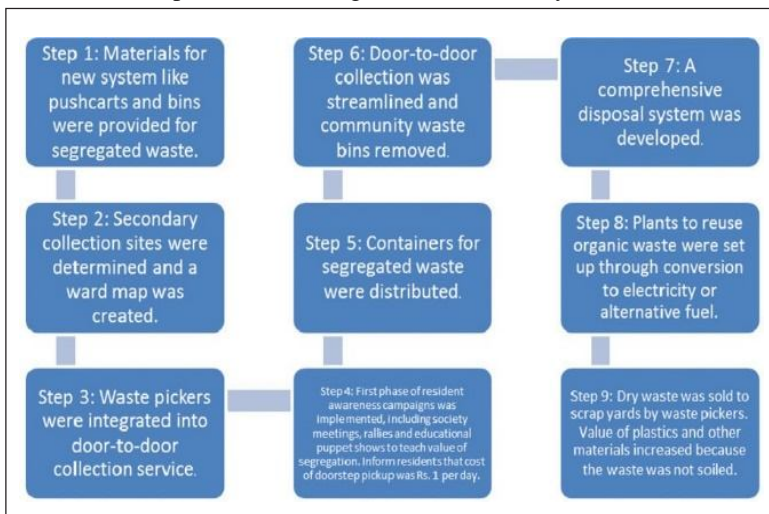 Step 1: Materials for
new system like
pushcarts and bins
were provided for
segregated waste.
Step 2: Secondary
collection sites were
determined and a
ward map was
created.
Step 3: Waste pickers
were integrated into
door-to-door
collection service.
Step 4: First phase of resident
awareness campaigns was
implemented, including society
meetings, rallies and educational
puppet shows to teach value of
segregation. Inform residents that cost
of doorstep pickup was Rs. 1 per day.
Step 5: Containers for
segregated waste
were distributed.
Step 6: Door-to-door
collection was
streamlined and
community waste
bins removed.
Step 7: A
comprehensive
disposal system was
developed.
Step 8: Plants to reuse
organic waste were set
up through conversion
to electricity or
alternative fuel.
Step 9: Dry waste was sold to
scrap yards by waste pickers.
Value of plastics and other
materials increased because
the waste was not soiled.